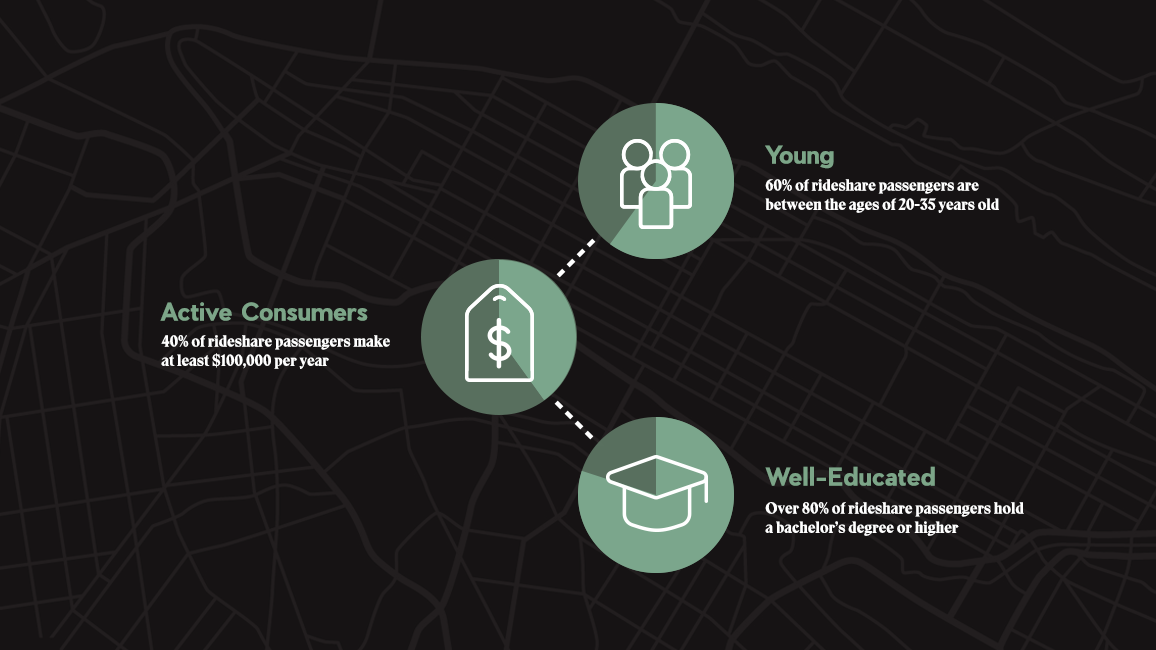 Young
60% of rideshare passengers are
between the ages of 20-35 years old
Active Consumers
40% of rideshare passengers make
at least $100,000 per year
$
Well-Educated
Over 80% of rideshare passengers hold
a bachelor's degree or higher